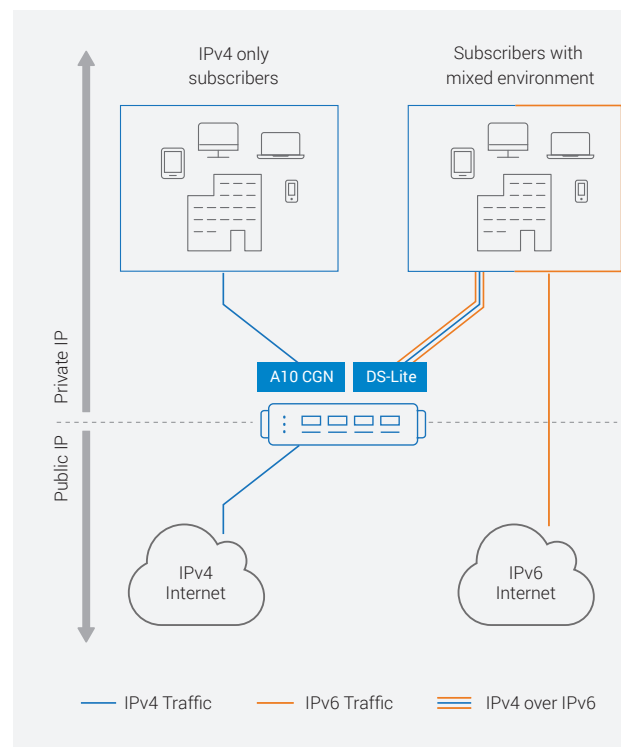 IPv4 only
subscribers
Subscribers with
mixed environment
Private IP
A10 CGN
DS-Lite
Public IP
IPv4
Internet
IPv6
Internet
IPv4 Traffic
IPv6 Traffic
IPv4 over IPv6